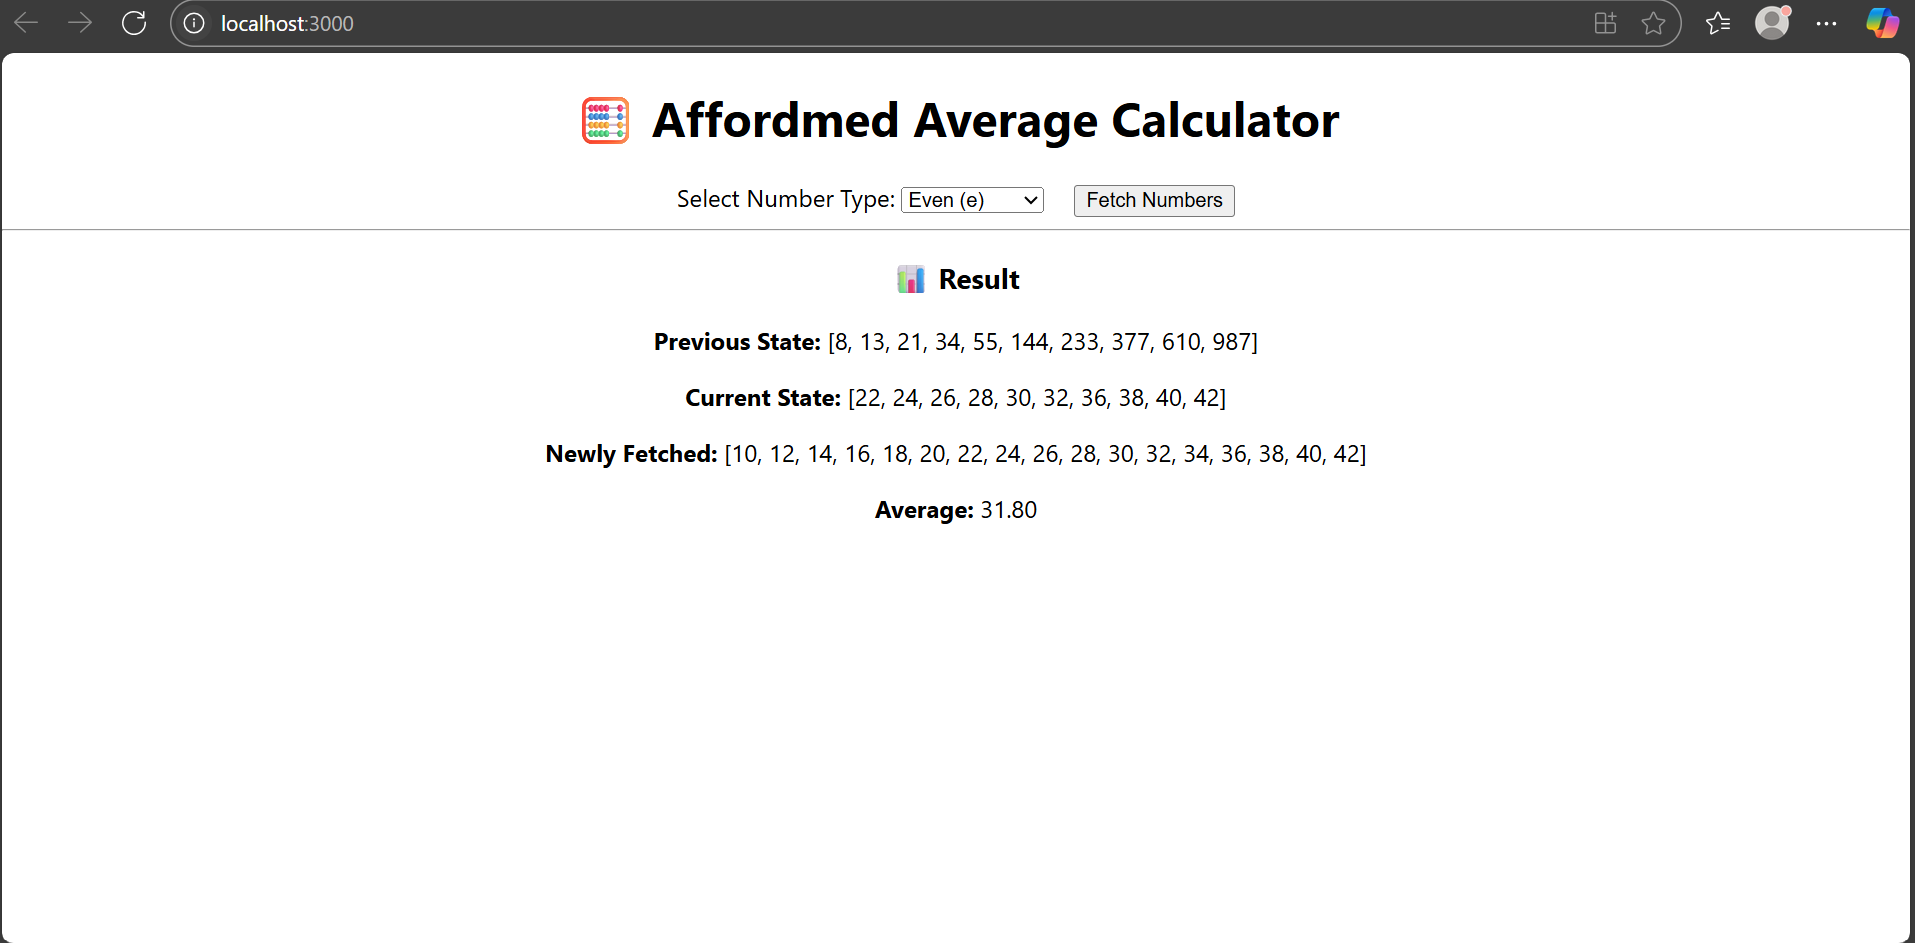 localhost:3000
Affordmed Average Calculator
Select Number Type: Even (e) Fetch Numbers
Result
Previous State: [8, 13, 21, 34, 55, 144, 233, 377, 610, 987]
Current State: [22, 24, 26, 28, 30, 32, 36, 38, 40, 42]
Newly Fetched: [10, 12, 14, 16, 18, 20, 22, 24, 26, 28, 30, 32, 34, 36, 38, 40, 42]
Average: 31.80